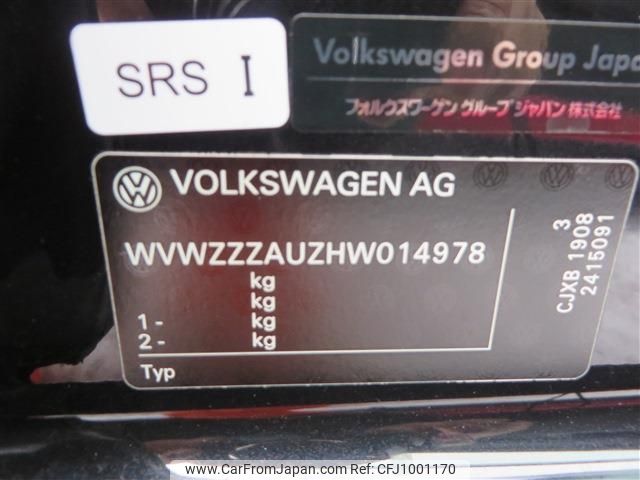 SRS I
Volkswagen Group Japa
フォルクスワーゲン グループ ジャパン 株式会社
VOLKSWAGEN AG
WVWZZZAUZHW014978
kg
kg
1- kg
2- kg
Typ
3
CJXB 1908
2415091
www.CarFromJapan.com | CFJ0001170